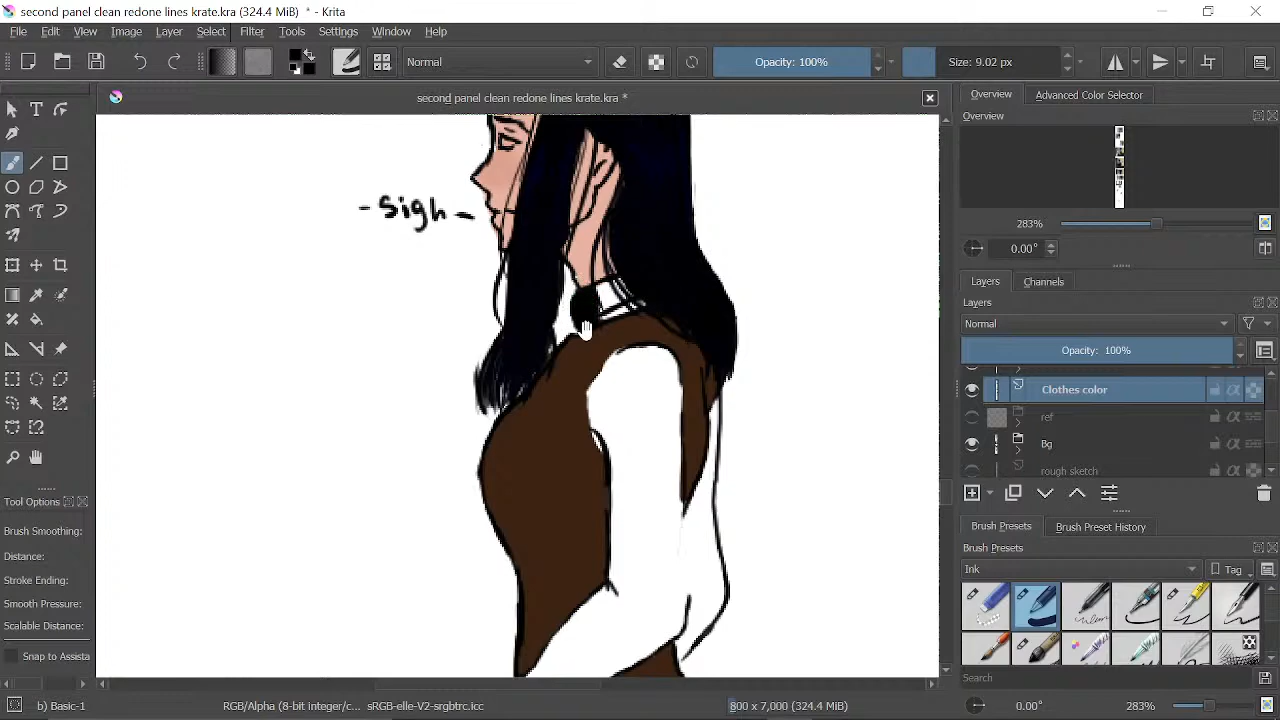 second panel clean redone lines krate.kra (324.4 MiB) * - Krita
File Edit View Image Layer Select Filter Tools Settings Window Help
Normal Opacity: 100% Size: 9.02 px
second panel clean redone lines krate.kra *
Overview Advanced Color Selector
Overview
283%
0.00°
Layers Channels
Layers
Normal
Opacity: 100%
Clothes color
ref
Bg
rough sketch
- Sigh -
Tool Options
Brush Smoothing:
Distance:
Stroke Ending:
Smooth Pressure:
Scalable Distance:
Snap to Assista
Brush Presets Brush Preset History
Brush Presets
Ink Tag
Search
b) Basic-1 RGB/Alpha (8-bit integer/c... sRGB-elle-V2-srgbtrc.icc 800 x 7,000 (324.4 MiB) 0.00° 283%